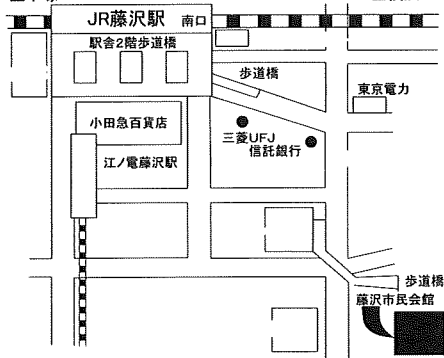 JR藤沢駅 南口
駅舎2階歩道橋
歩道橋
東京電力
小田急百貨店
三菱UFJ
信託銀行
江ノ電藤沢駅
歩道橋
藤沢市民会館